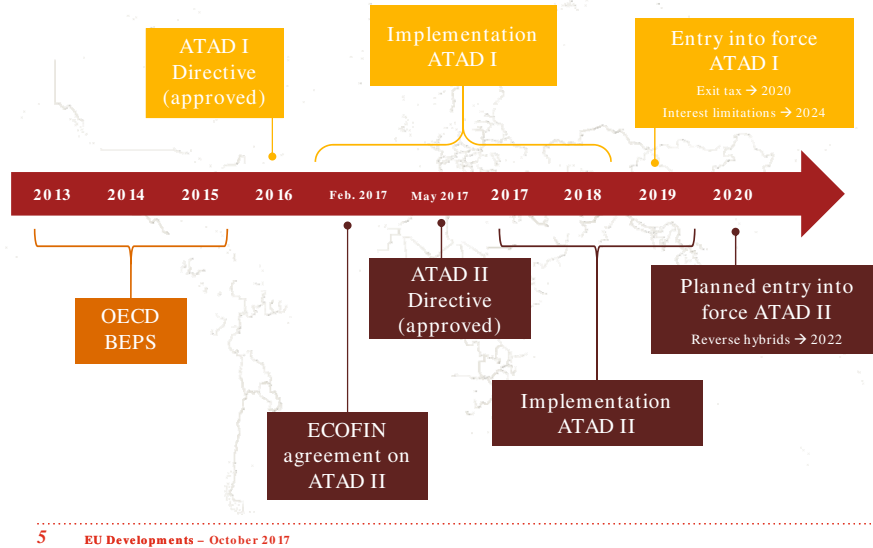 ATAD I
Directive
(approved)
Implementation
ATAD I
Entry into force
ATAD I
Exit tax → 2020
Interest limitations → 2024
2013 2014 2015 2016 Feb. 2017 May 2017 2017 2018 2019 2020
OECD
BEPS
ECOFIN
agreement on
ATAD II
ATAD II
Directive
(approved)
Implementation
ATAD II
Planned entry into
force ATAD II
Reverse hybrids → 2022
5 EU Developments – October 2017